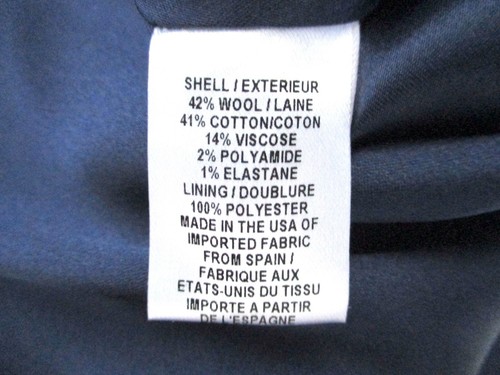 SHELL / EXTERIEUR
42% WOOL / LAINE
41% COTTON/COTON
14% VISCOSE
2% POLYAMIDE
1% ELASTANE
LINING / DOUBLURE
100% POLYESTER
MADE IN THE USA OF
IMPORTED FABRIC
FROM SPAIN /
FABRIQUE AUX
ETATS-UNIS DU TISSU
IMPORTE A PARTIR
DE L'ESPAGNE